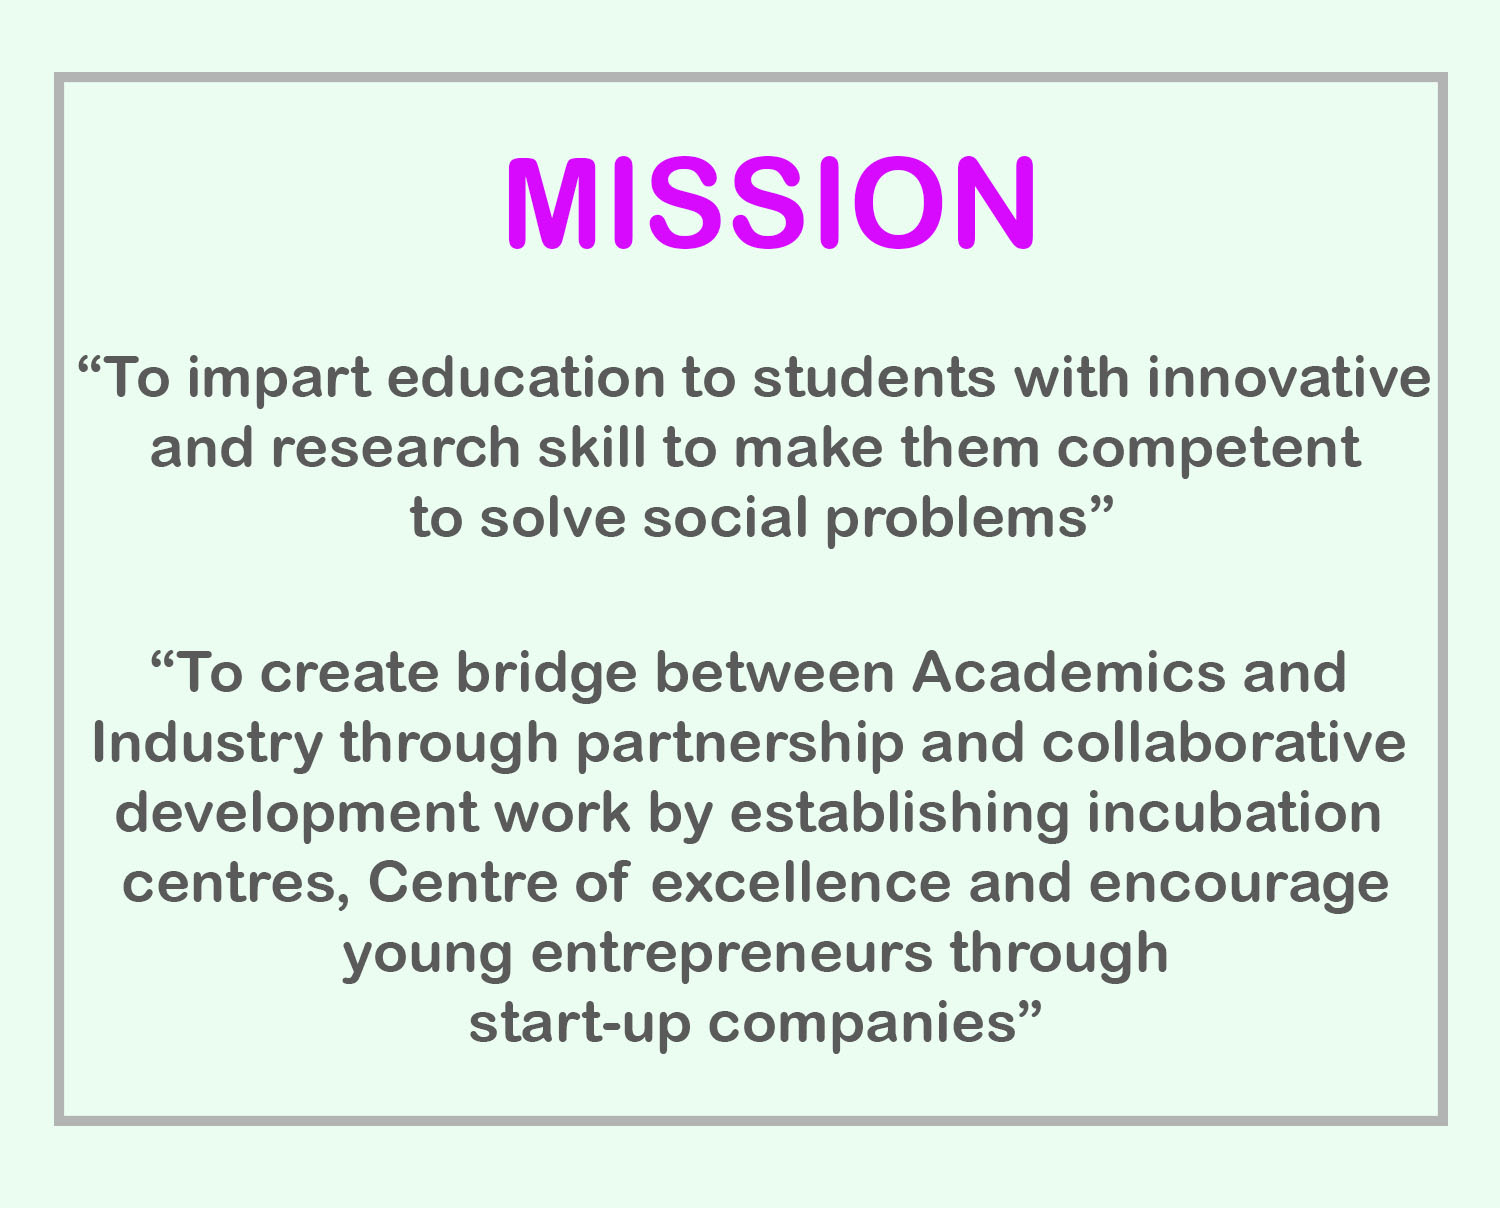 MISSION
“To impart education to students with innovative
and research skill to make them competent
to solve social problems”
“To create bridge between Academics and
Industry through partnership and collaborative
development work by establishing incubation
centres, Centre of excellence and encourage
young entrepreneurs through
start-up companies”